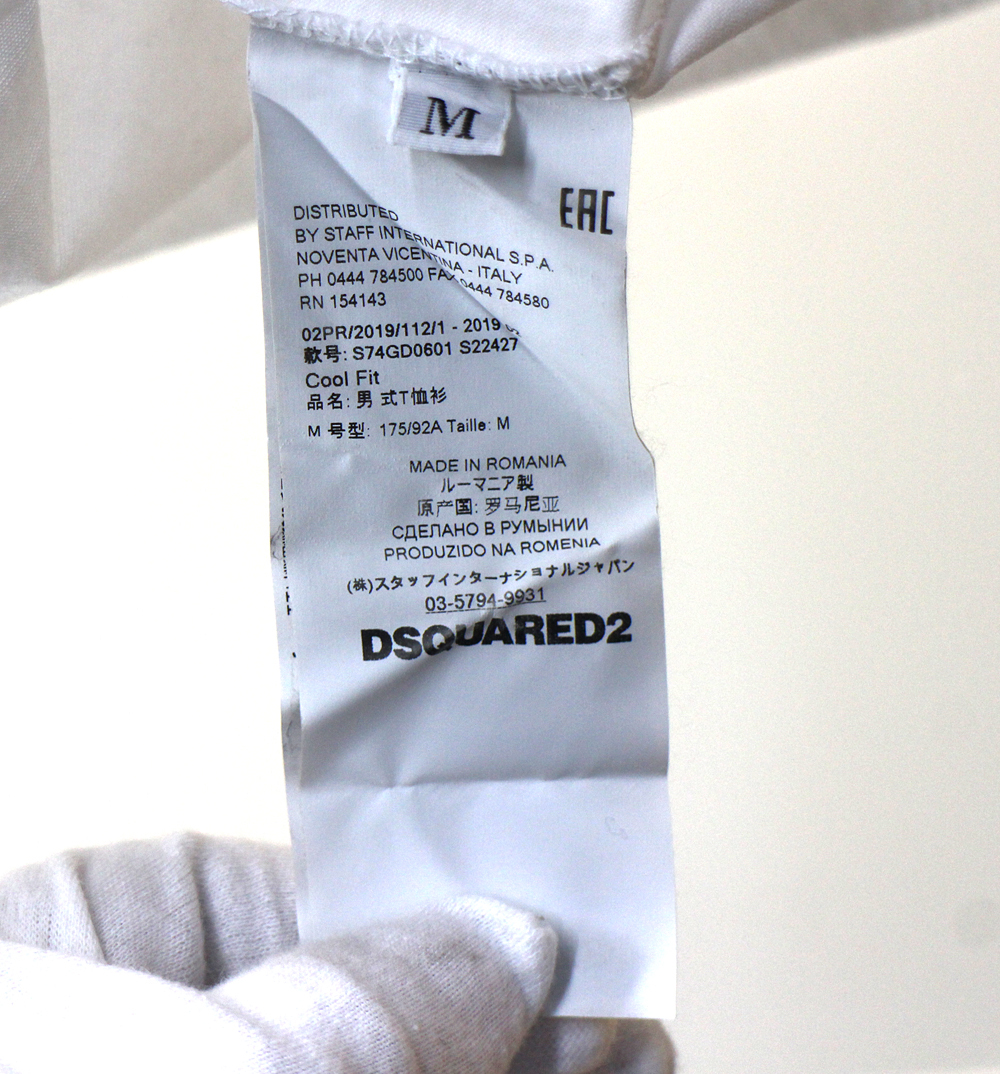 M
EAC
DISTRIBUTED
BY STAFF INTERNATIONAL S.P.A.
NOVENTA VICENTINA - ITALY
PH 0444 784500 FAX 0444 784580
RN 154143
02PR/2019/112/1 - 2019
款号: S74GD0601 S22427
Cool Fit
品名: 男 式T恤衫
M 号型: 175/92A Taille: M
MADE IN ROMANIA
ルーマニア製
原产国: 罗马尼亚
СДЕЛАНО В РУМЫНИИ
PRODUZIDO NA ROMENIA
(株)スタッフインターナショナルジャパン
03-5794-9931
DSQUARED2